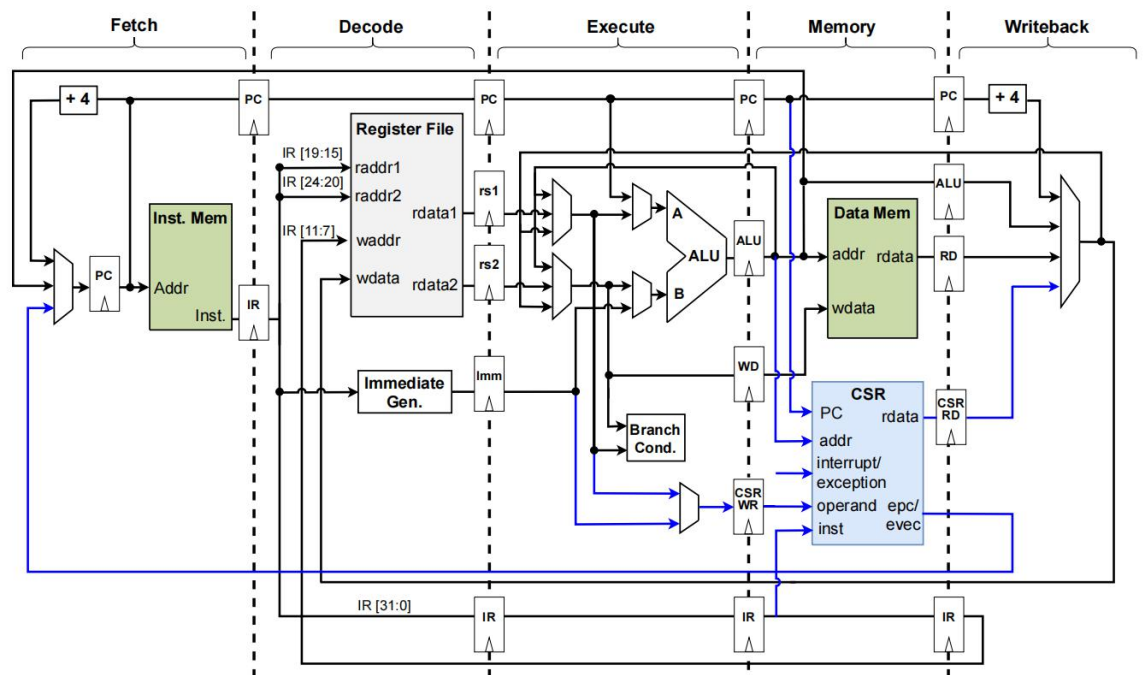 Fetch
Decode
Execute
Memory
Writeback
+ 4
PC
PC
PC
PC
+ 4
Register File
IR [19:15]
raddr1
IR [24:20]
raddr2
rdata1
IR [11:7]
waddr
wdata
rdata2
rs1
rs2
Inst. Mem
Addr
Inst.
PC
IR
A
B
ALU
ALU
ALU
Data Mem
addr
rdata
wdata
RD
Immediate
Gen.
Imm
WD
Branch
Cond.
CSR
WR
CSR
PC
rdata
addr
interrupt/
exception
operand
epc/
evec
inst
CSR
RD
IR [31:0]
IR
IR
IR